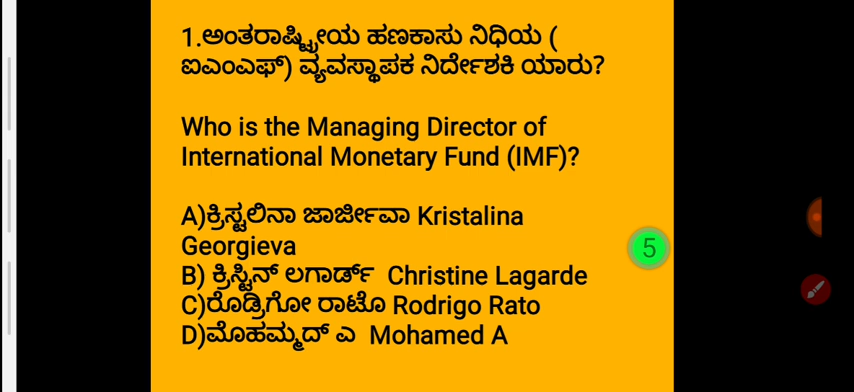 1.ಅಂತರಾಷ್ಟ್ರೀಯ ಹಣಕಾಸು ನಿಧಿಯ (
ಐಎಂಎಫ್) ವ್ಯವಸ್ಥಾಪಕ ನಿರ್ದೇಶಕಿ ಯಾರು?
Who is the Managing Director of
International Monetary Fund (IMF)?
A)ಕ್ರಿಸ್ಟಲಿನಾ ಜಾರ್ಜೀವಾ Kristalina
Georgieva
B) ಕ್ರಿಸ್ಟಿನ್ ಲಗಾರ್ಡ್ Christine Lagarde
C)ರೊಡ್ರಿಗೋ ರಾಟೊ Rodrigo Rato
D)ಮೊಹಮ್ಮದ್ ಎ Mohamed A
5